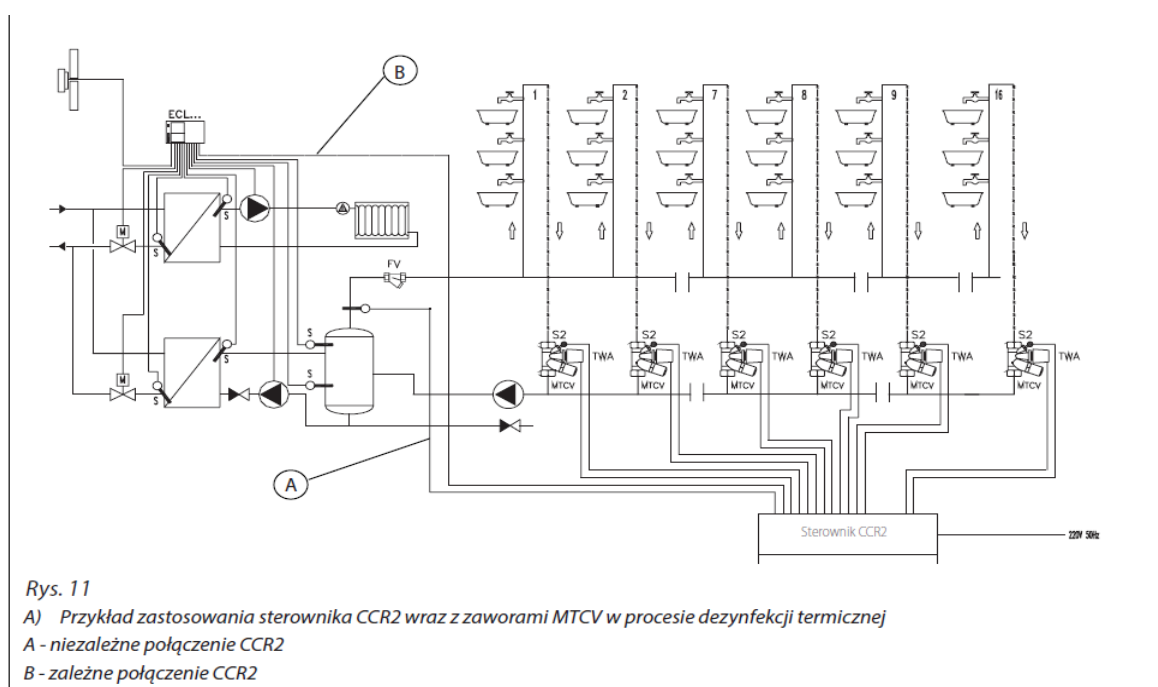 B
ECL...
1
2
7
8
9
16
M
S
S
FV
S2
S2
S2
S2
S2
S2
TWA
TWA
TWA
TWA
TWA
TWA
MTCV
MTCV
MTCV
MTCV
MTCV
MTCV
S
S
M
S
S
A
Sterownik CCR2
220V 50Hz
Rys. 11
A) Przykład zastosowania sterownika CCR2 wraz z zaworami MTCV w procesie dezynfekcji termicznej
A - niezależne połączenie CCR2
B - zależne połączenie CCR2